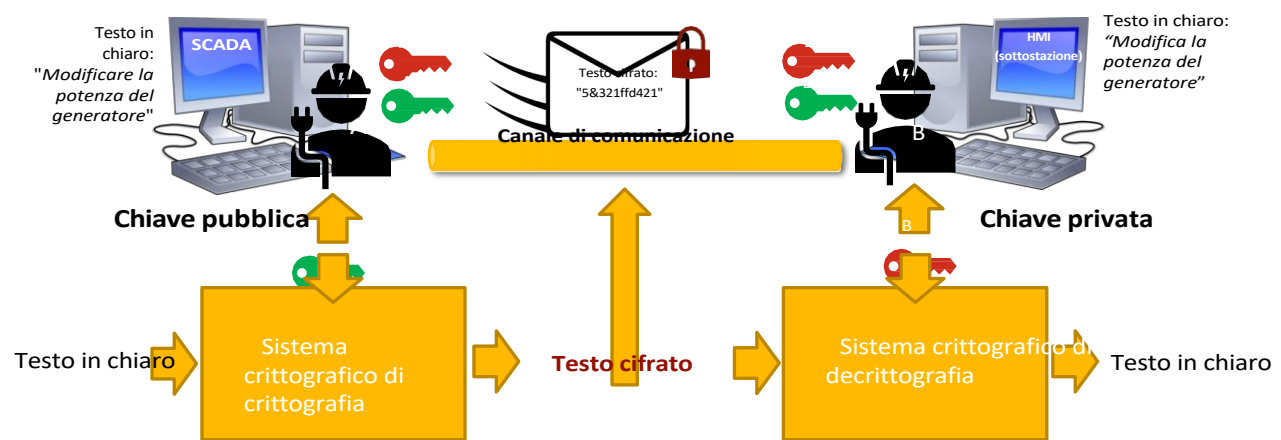 Testo in
chiaro:
"Modificare la
potenza del
generatore"
SCADA
Testo cifrato:
"5&321ffd421"
Canale di comunicazione
HMI
(sottostazione)
Testo in chiaro:
“Modifica la
potenza del
generatore”
B
Chiave pubblica
Chiave privata
B
Testo in chiaro
Sistema
crittografico di
crittografia
Testo cifrato
Sistema crittografico di
decrittografia
Testo in chiaro